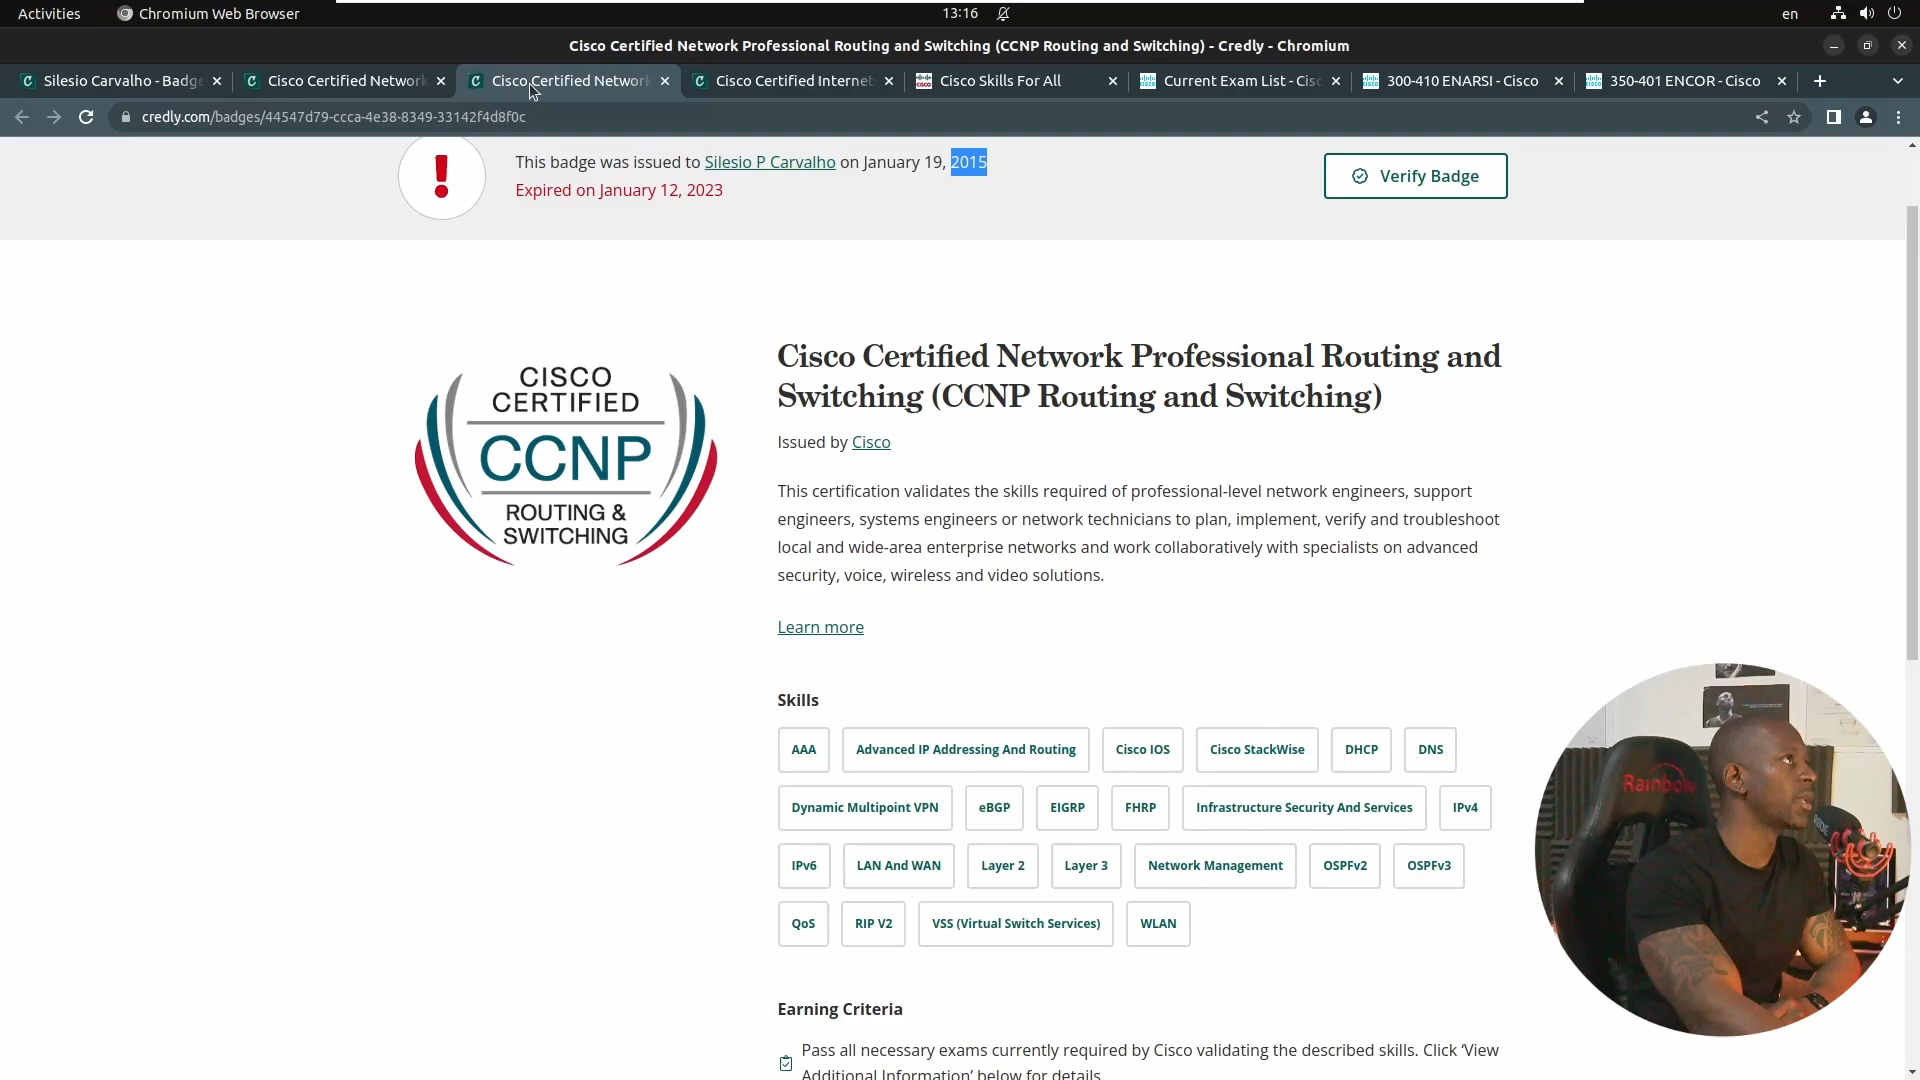 Activities
Chromium Web Browser
13:16
en
Cisco Certified Network Professional Routing and Switching (CCNP Routing and Switching) - Credly - Chromium
Silesio Carvalho - Badge
Cisco Certified Network
Cisco Certified Network
Cisco Certified Internet
Cisco Skills For All
Current Exam List - Cisc
300-410 ENARSI - Cisco
350-401 ENCOR - Cisco
credly.com/badges/44547d79-ccca-4e38-8349-33142f4d8f0c
This badge was issued to Silesio P Carvalho on January 19, 2015
Expired on January 12, 2023
Verify Badge
CISCO
CERTIFIED
CCNP
ROUTING &
SWITCHING
Cisco Certified Network Professional Routing and
Switching (CCNP Routing and Switching)
Issued by Cisco
This certification validates the skills required of professional-level network engineers, support
engineers, systems engineers or network technicians to plan, implement, verify and troubleshoot
local and wide-area enterprise networks and work collaboratively with specialists on advanced
security, voice, wireless and video solutions.
Learn more
Skills
AAA
Advanced IP Addressing And Routing
Cisco IOS
Cisco StackWise
DHCP
DNS
Dynamic Multipoint VPN
eBGP
EIGRP
FHRP
Infrastructure Security And Services
IPv4
IPv6
LAN And WAN
Layer 2
Layer 3
Network Management
OSPFv2
OSPFv3
QoS
RIP V2
VSS (Virtual Switch Services)
WLAN
Earning Criteria
Pass all necessary exams currently required by Cisco validating the described skills. Click ‘View
Additional Information’ below for details.